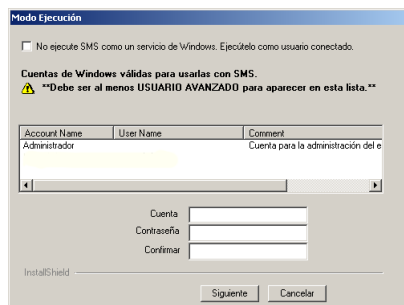 Modo Ejecución
No ejecute SMS como un servicio de Windows. Ejecútelo como usuario conectado.
Cuentas de Windows válidas para usarlas con SMS.
**Debe ser al menos USUARIO AVANZADO para aparecer en esta lista.**
Account Name User Name Comment
Administrador Cuenta para la administración del e
Cuenta
Contraseña
Confirmar
InstallShield
Siguiente Cancelar